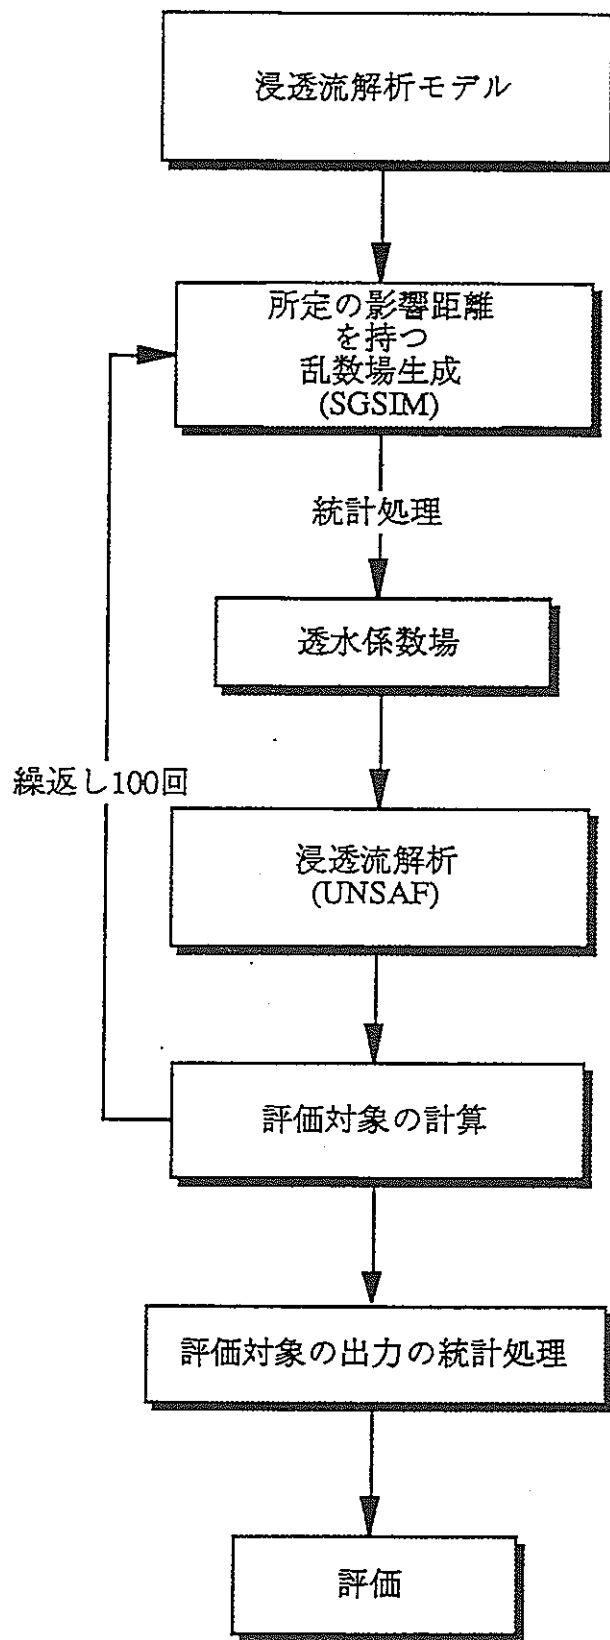 浸透流解析モデル
所定の影響距離
を持つ
乱数場生成
(SGSIM)
統計処理
透水係数場
繰返し100回
浸透流解析
(UNSAF)
評価対象の計算
評価対象の出力の統計処理
評価